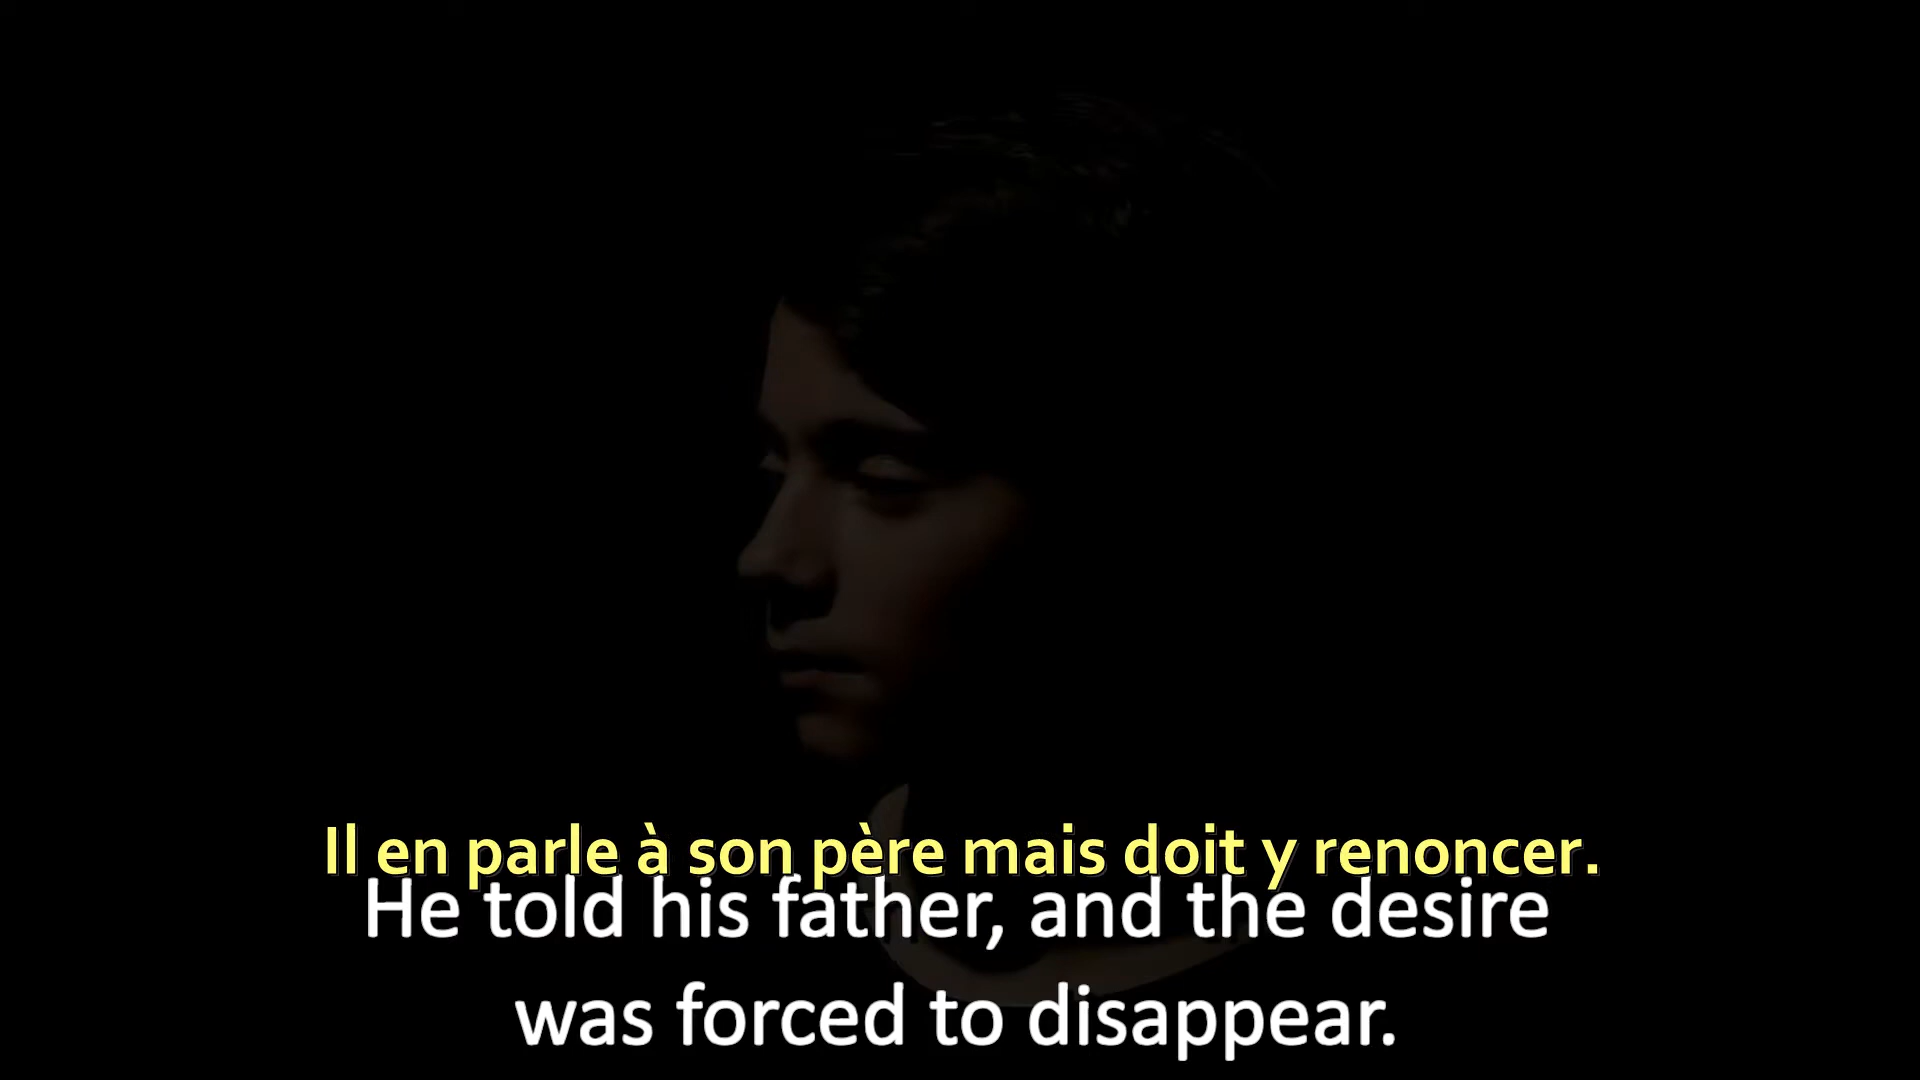 Il en parle à son père mais doit y renoncer.
He told his father, and the desire
was forced to disappear.